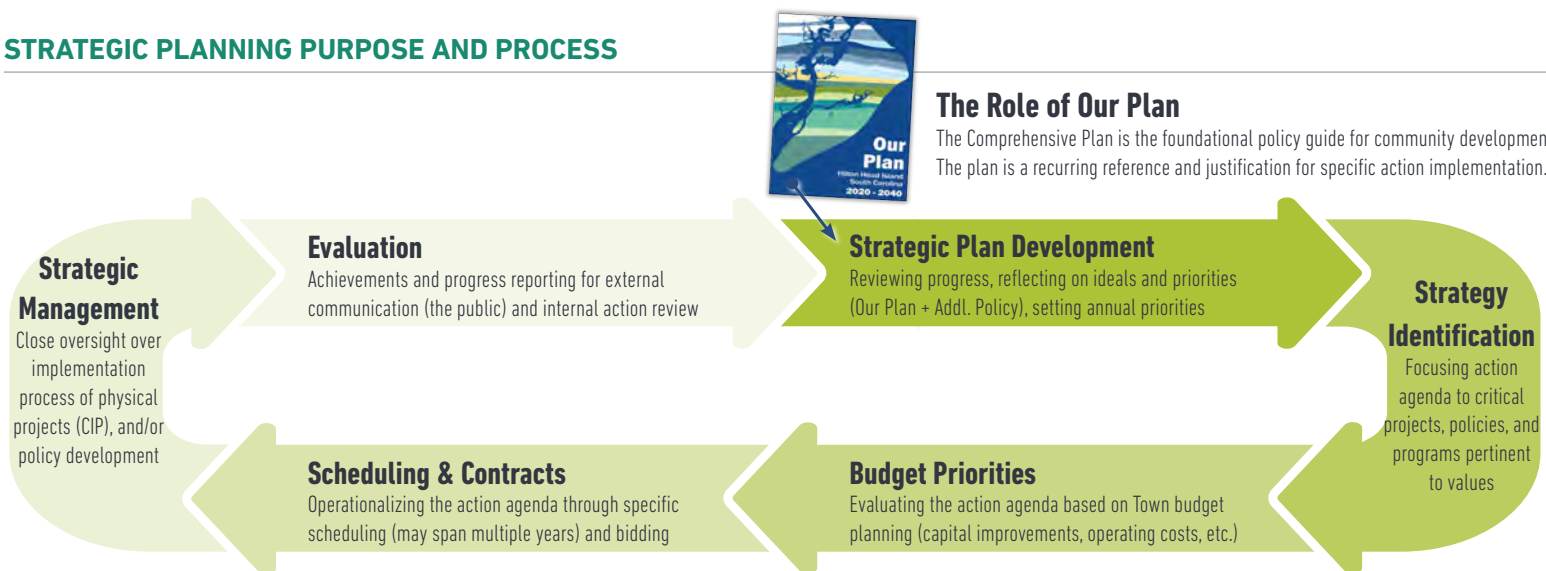 STRATEGIC PLANNING PURPOSE AND PROCESS
Our
Plan
Hilton Head Island
South Carolina
2020 - 2040
The Role of Our Plan
The Comprehensive Plan is the foundational policy guide for community developmen
The plan is a recurring reference and justification for specific action implementation.
Strategic
Management
Close oversight over
implementation
process of physical
projects (CIP), and/or
policy development
Evaluation
Achievements and progress reporting for external
communication (the public) and internal action review
Strategic Plan Development
Reviewing progress, reflecting on ideals and priorities
(Our Plan + Addl. Policy), setting annual priorities
Strategy
Identification
Focusing action
agenda to critical
projects, policies, and
programs pertinent
to values
Budget Priorities
Evaluating the action agenda based on Town budget
planning (capital improvements, operating costs, etc.)
Scheduling & Contracts
Operationalizing the action agenda through specific
scheduling (may span multiple years) and bidding